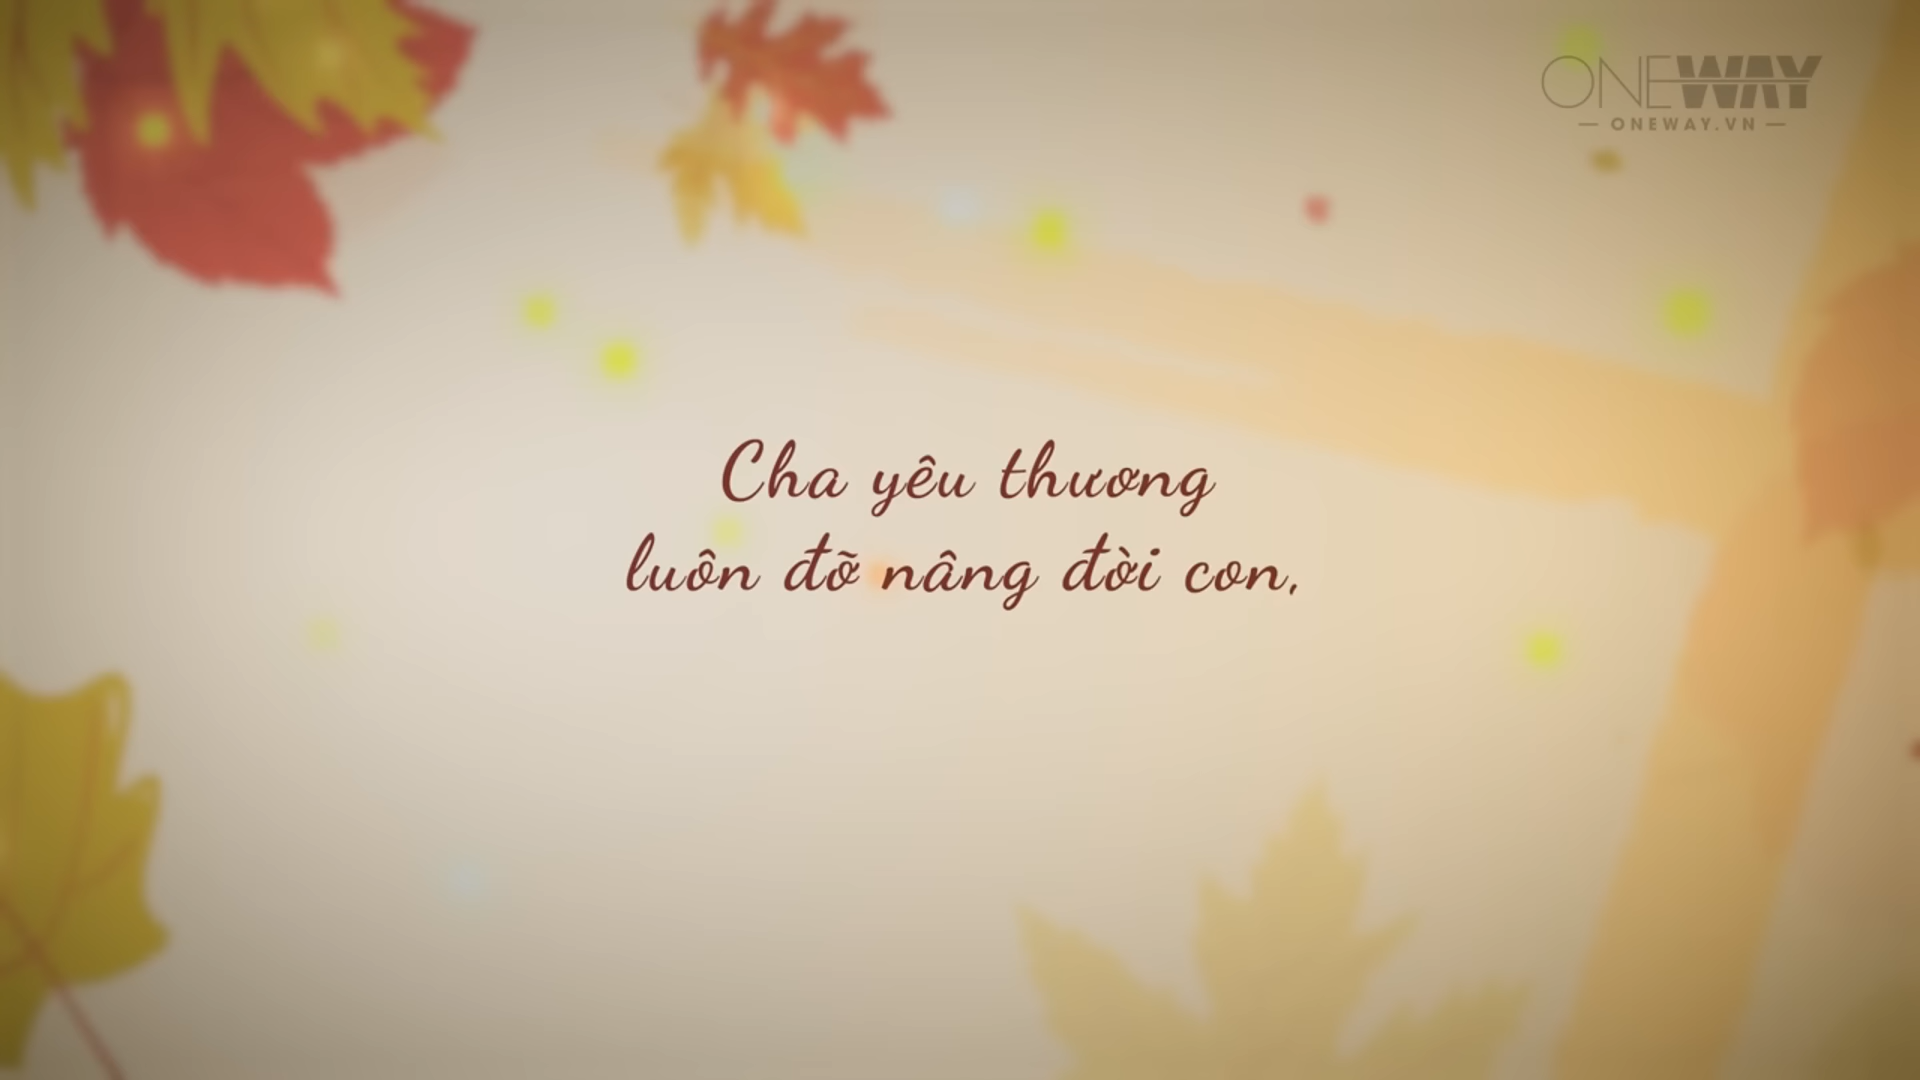 ONEWAY
ONEWAY.VN
Cha yêu thương
luôn đỡ nâng đời con,